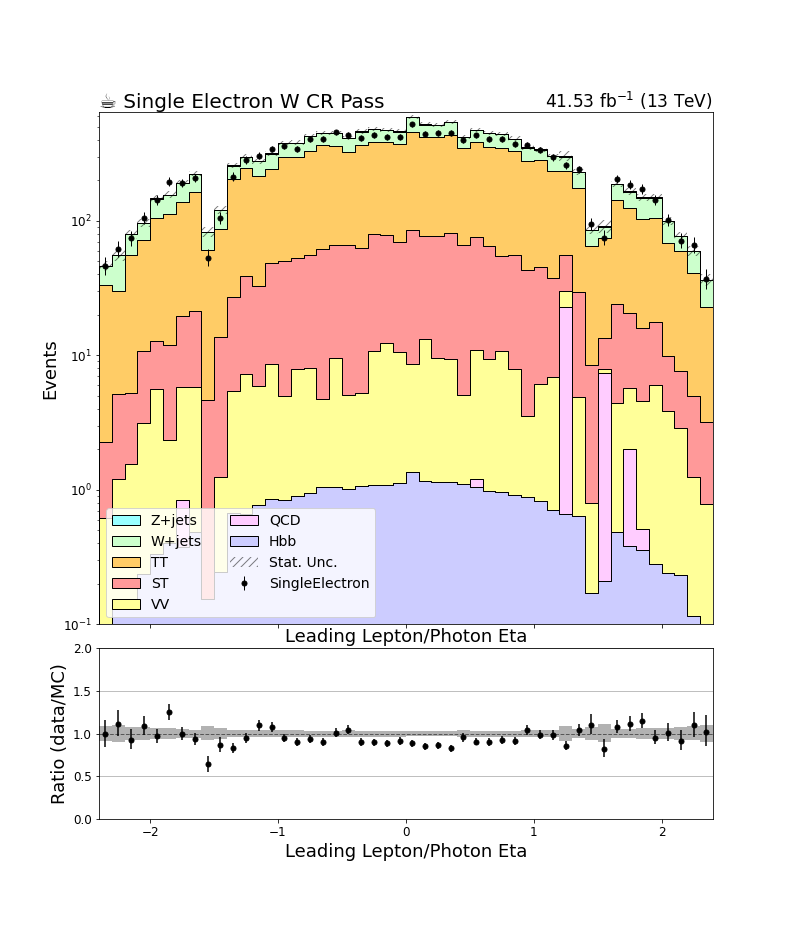 ☕ Single Electron W CR Pass
41.53 fb⁻¹ (13 TeV)
Events
10²
10¹
10⁰
10⁻¹
Z+jets
W+jets
TT
ST
VV
QCD
Hbb
Stat. Unc.
SingleElectron
Leading Lepton/Photon Eta
Ratio (data/MC)
2.0
1.5
1.0
0.5
0.0
−2 −1 0 1 2
Leading Lepton/Photon Eta